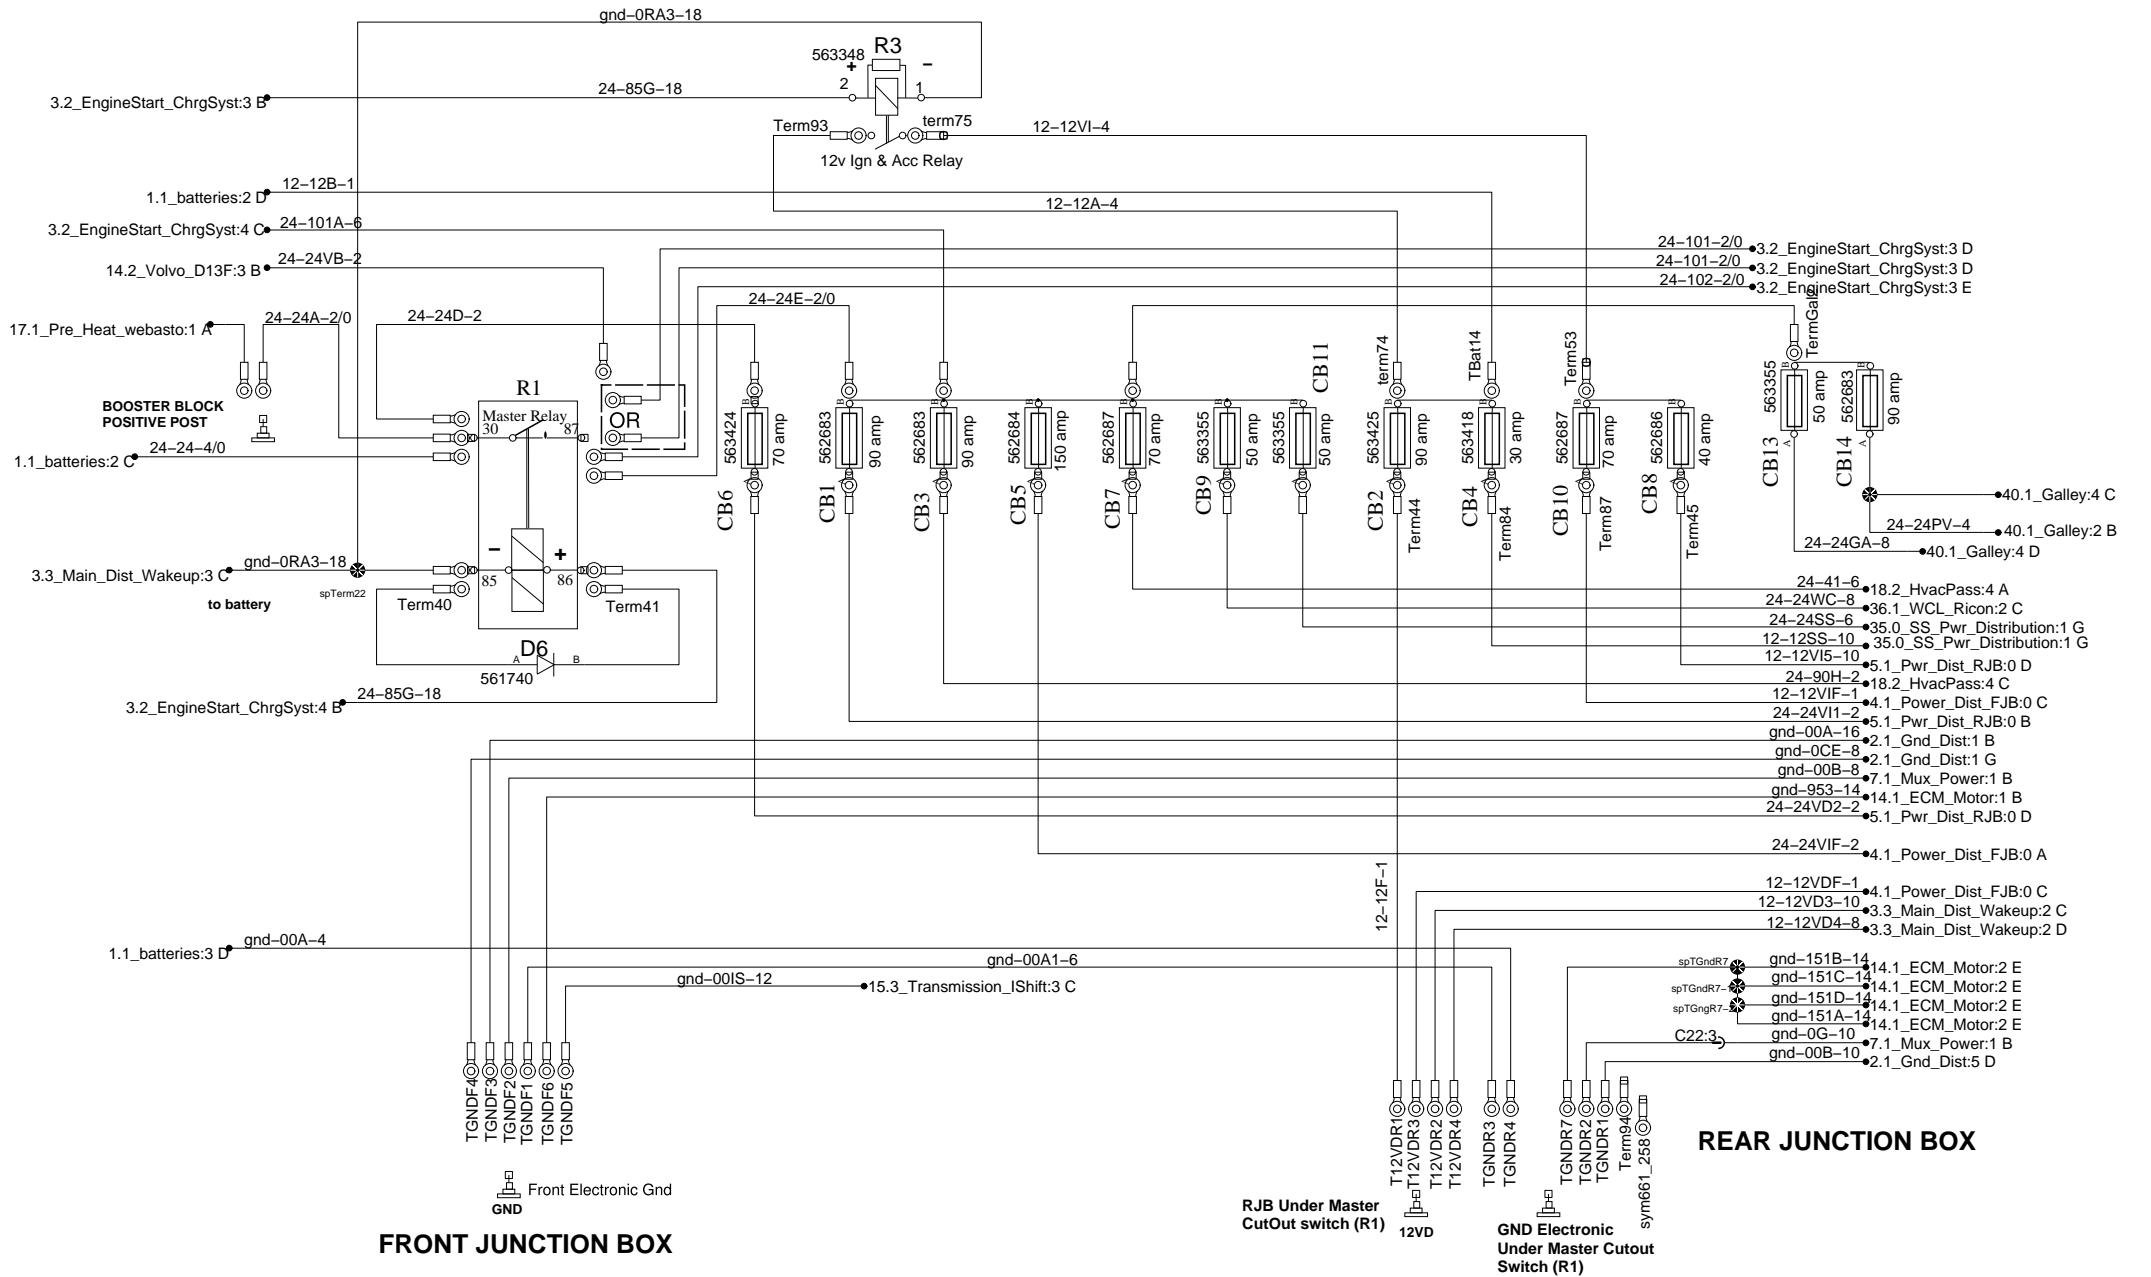 gnd-0RA3-18
R3
563348
+
-
2
1
3.2_EngineStart_ChrgSyst:3 B
24-85G-18
Term93
term75
12-12VI-4
12v Ign & Acc Relay
1.1_batteries:2 D
12-12B-1
12-12A-4
3.2_EngineStart_ChrgSyst:4 C
24-101A-6
24-101-2/0
3.2_EngineStart_ChrgSyst:3 D
14.2_Volvo_D13F:3 B
24-24VB-2
24-101-2/0
3.2_EngineStart_ChrgSyst:3 D
24-102-2/0
3.2_EngineStart_ChrgSyst:3 E
24-24E-2/0
17.1_Pre_Heat_webasto:1 A
24-24A-2/0
24-24D-2
CB11
term74
TBat14
Term53
TermGal2
BOOSTER BLOCK
POSITIVE POST
R1
Master Relay
30
87
OR
1.1_batteries:2 C
24-24-4/0
B
563424
70 amp
A
CB6
B
562683
90 amp
A
CB1
B
562683
90 amp
A
CB3
B
562684
150 amp
A
CB5
B
562687
70 amp
A
CB7
B
563355
50 amp
A
CB9
B
563355
50 amp
A
B
563425
90 amp
A
CB2
Term44
B
563418
30 amp
A
CB4
Term84
B
562687
70 amp
A
CB10
Term87
B
562686
40 amp
A
CB8
Term45
B
563355
50 amp
A
CB13
B
562683
90 amp
A
CB14
40.1_Galley:4 C
24-24PV-4
40.1_Galley:2 B
24-24GA-8
40.1_Galley:4 D
3.3_Main_Dist_Wakeup:3 C
gnd-0RA3-18
spTerm22
to battery
-
+
85
86
Term40
Term41
D6
A
B
561740
3.2_EngineStart_ChrgSyst:4 B
24-85G-18
24-41-6
18.2_HvacPass:4 A
24-24WC-8
36.1_WCL_Ricon:2 C
24-24SS-6
35.0_SS_Pwr_Distribution:1 G
12-12SS-10
35.0_SS_Pwr_Distribution:1 G
12-12VI5-10
5.1_Pwr_Dist_RJB:0 D
24-90H-2
18.2_HvacPass:4 C
12-12VIF-1
4.1_Power_Dist_FJB:0 C
24-24VI1-2
5.1_Pwr_Dist_RJB:0 B
gnd-00A-16
2.1_Gnd_Dist:1 B
gnd-0CE-8
2.1_Gnd_Dist:1 G
gnd-00B-8
7.1_Mux_Power:1 B
gnd-953-14
14.1_ECM_Motor:1 B
24-24VD2-2
5.1_Pwr_Dist_RJB:0 D
24-24VIF-2
4.1_Power_Dist_FJB:0 A
12-12F-1
12-12VDF-1
4.1_Power_Dist_FJB:0 C
12-12VD3-10
3.3_Main_Dist_Wakeup:2 C
12-12VD4-8
3.3_Main_Dist_Wakeup:2 D
1.1_batteries:3 D
gnd-00A-4
gnd-00A1-6
gnd-00IS-12
15.3_Transmission_IShift:3 C
spTGndR7
gnd-151B-14
14.1_ECM_Motor:2 E
spTGndR7-1
gnd-151C-14
14.1_ECM_Motor:2 E
gnd-151D-14
14.1_ECM_Motor:2 E
gnd-151A-14
14.1_ECM_Motor:2 E
C22:3
gnd-0G-10
7.1_Mux_Power:1 B
gnd-00B-10
2.1_Gnd_Dist:5 D
TGNDF4
TGNDF3
TGNDF2
TGNDF1
TGNDF6
TGNDF5
T12VDR1
T12VDR3
T12VDR2
T12VDR4
TGNDR3
TGNDR4
TGNDR7
TGNDR2
TGNDR1
Term94
sym661_258
REAR JUNCTION BOX
Front Electronic Gnd
GND
FRONT JUNCTION BOX
RJB Under Master
CutOut switch (R1)
12VD
GND Electronic
Under Master Cutout
Switch (R1)